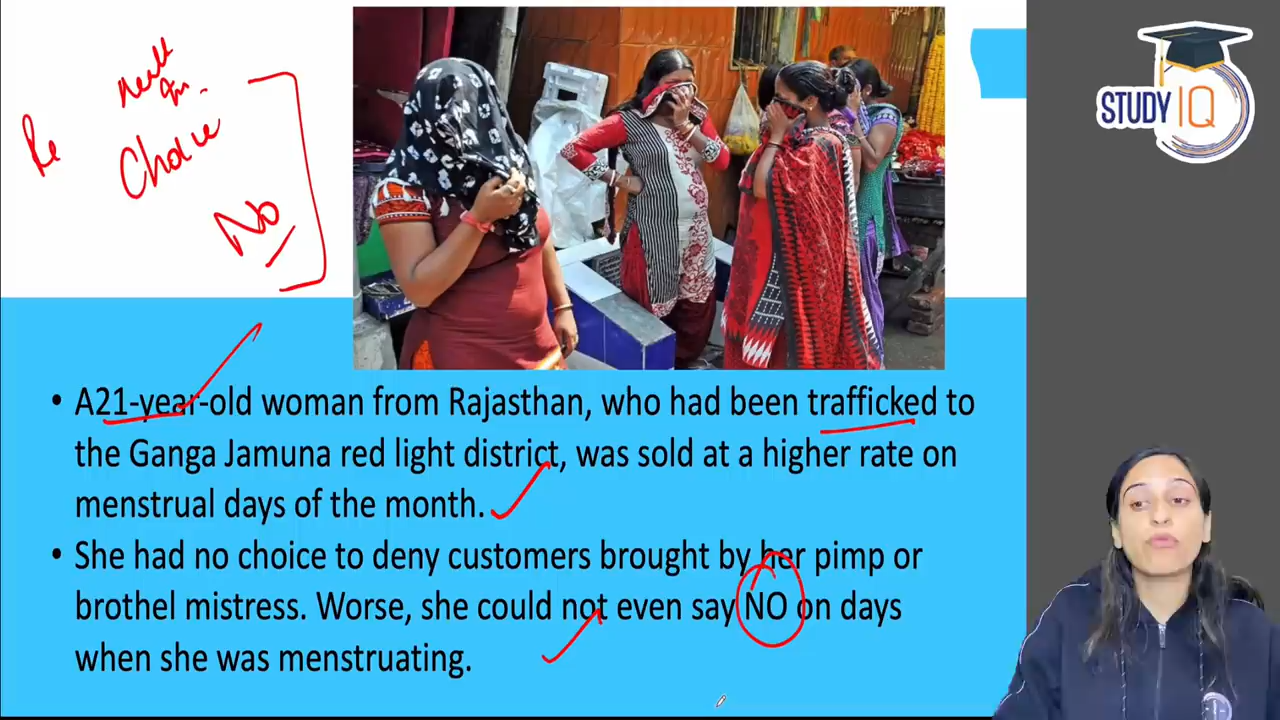 Choice
No
STUDY IQ
• A21-year-old woman from Rajasthan, who had been trafficked to
the Ganga Jamuna red light district, was sold at a higher rate on
menstrual days of the month.
• She had no choice to deny customers brought by her pimp or
brothel mistress. Worse, she could not even say NO on days
when she was menstruating.